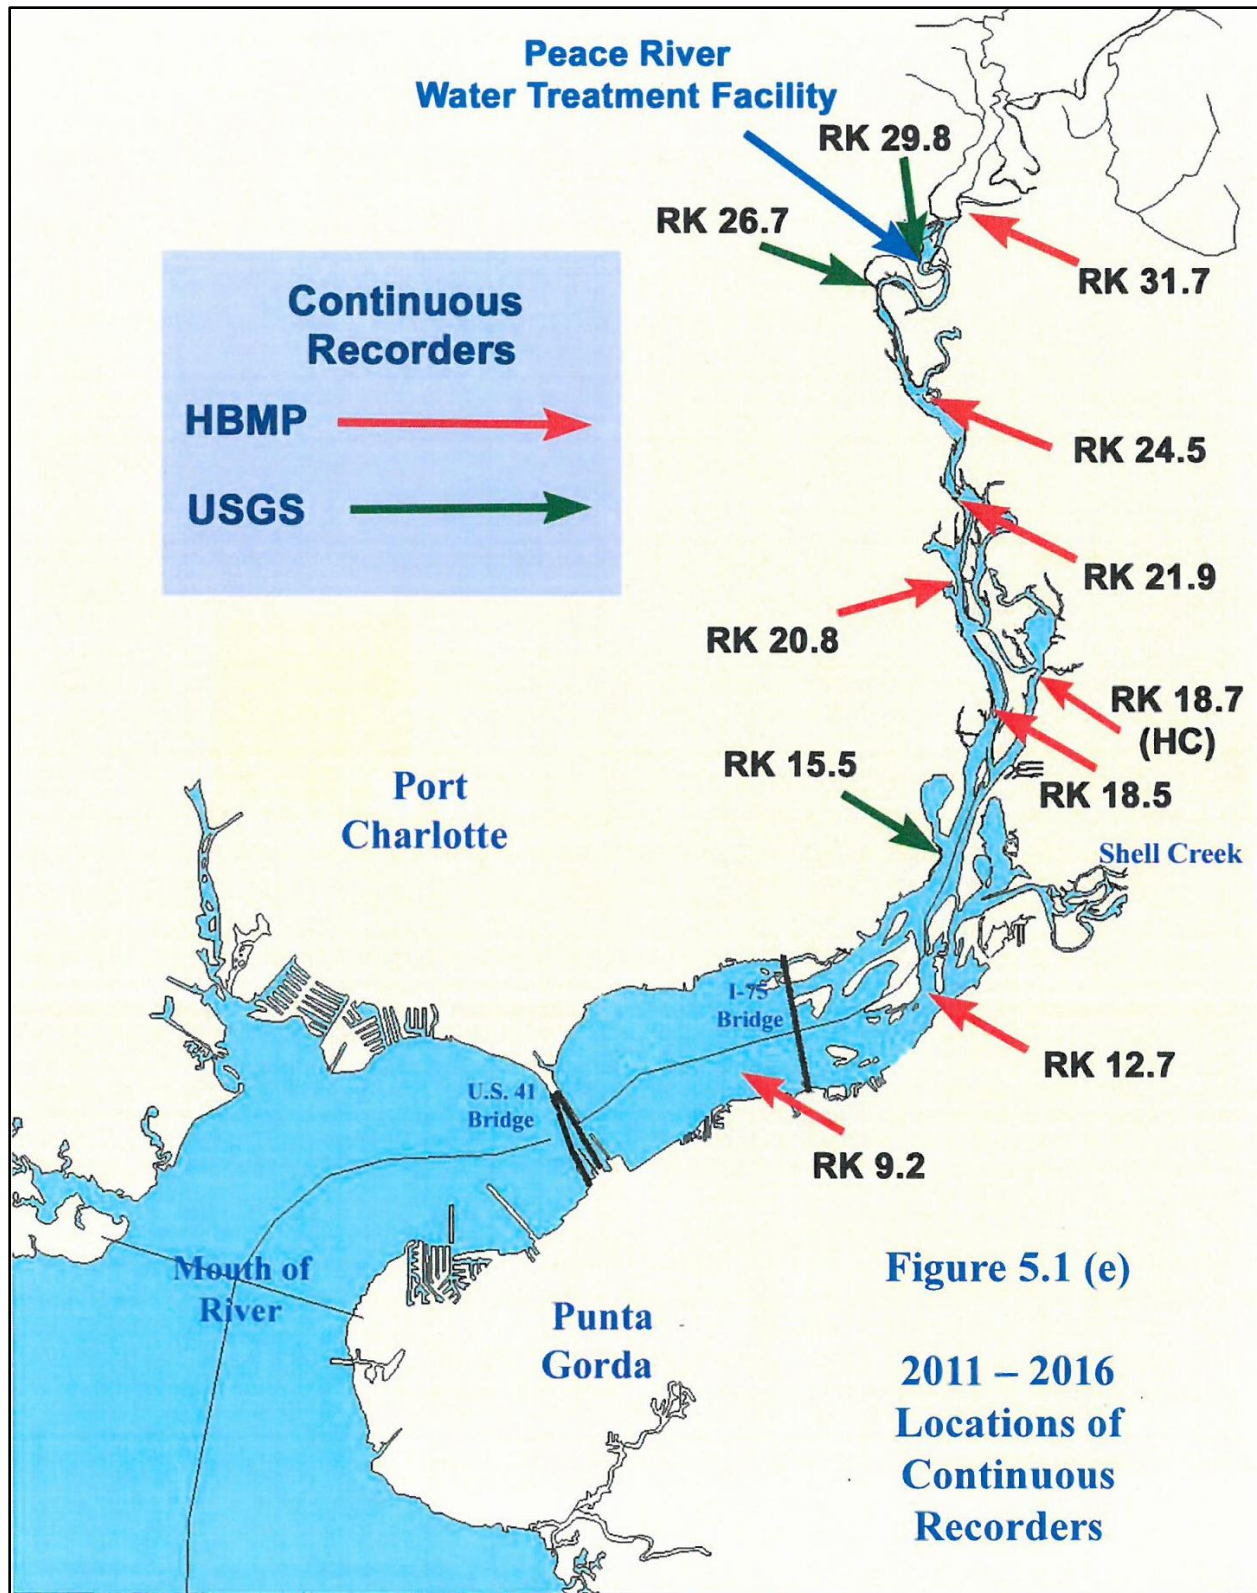 Peace River
Water Treatment Facility
RK 29.8
RK 26.7
RK 31.7
Continuous
Recorders
HBMP
USGS
RK 24.5
RK 21.9
RK 20.8
RK 18.7
(HC)
RK 18.5
RK 15.5
Port
Charlotte
Shell Creek
I-75
Bridge
RK 12.7
U.S. 41
Bridge
RK 9.2
Mouth of
River
Figure 5.1 (e)
Punta
Gorda
2011 – 2016
Locations of
Continuous
Recorders